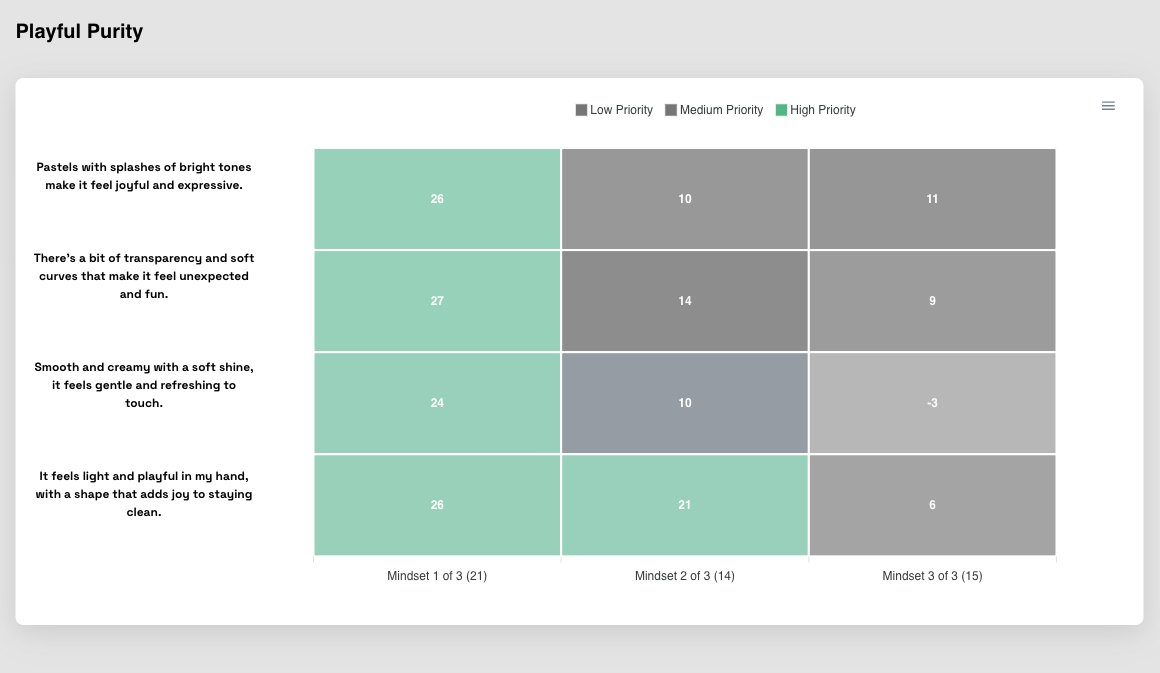 Playful Purity
Low Priority Medium Priority High Priority
Pastels with splashes of bright tones
make it feel joyful and expressive.
26 10 11
There's a bit of transparency and soft
curves that make it feel unexpected
and fun.
27 14 9
Smooth and creamy with a soft shine,
it feels gentle and refreshing to
touch.
24 10 -3
It feels light and playful in my hand,
with a shape that adds joy to staying
clean.
26 21 6
Mindset 1 of 3 (21) Mindset 2 of 3 (14) Mindset 3 of 3 (15)